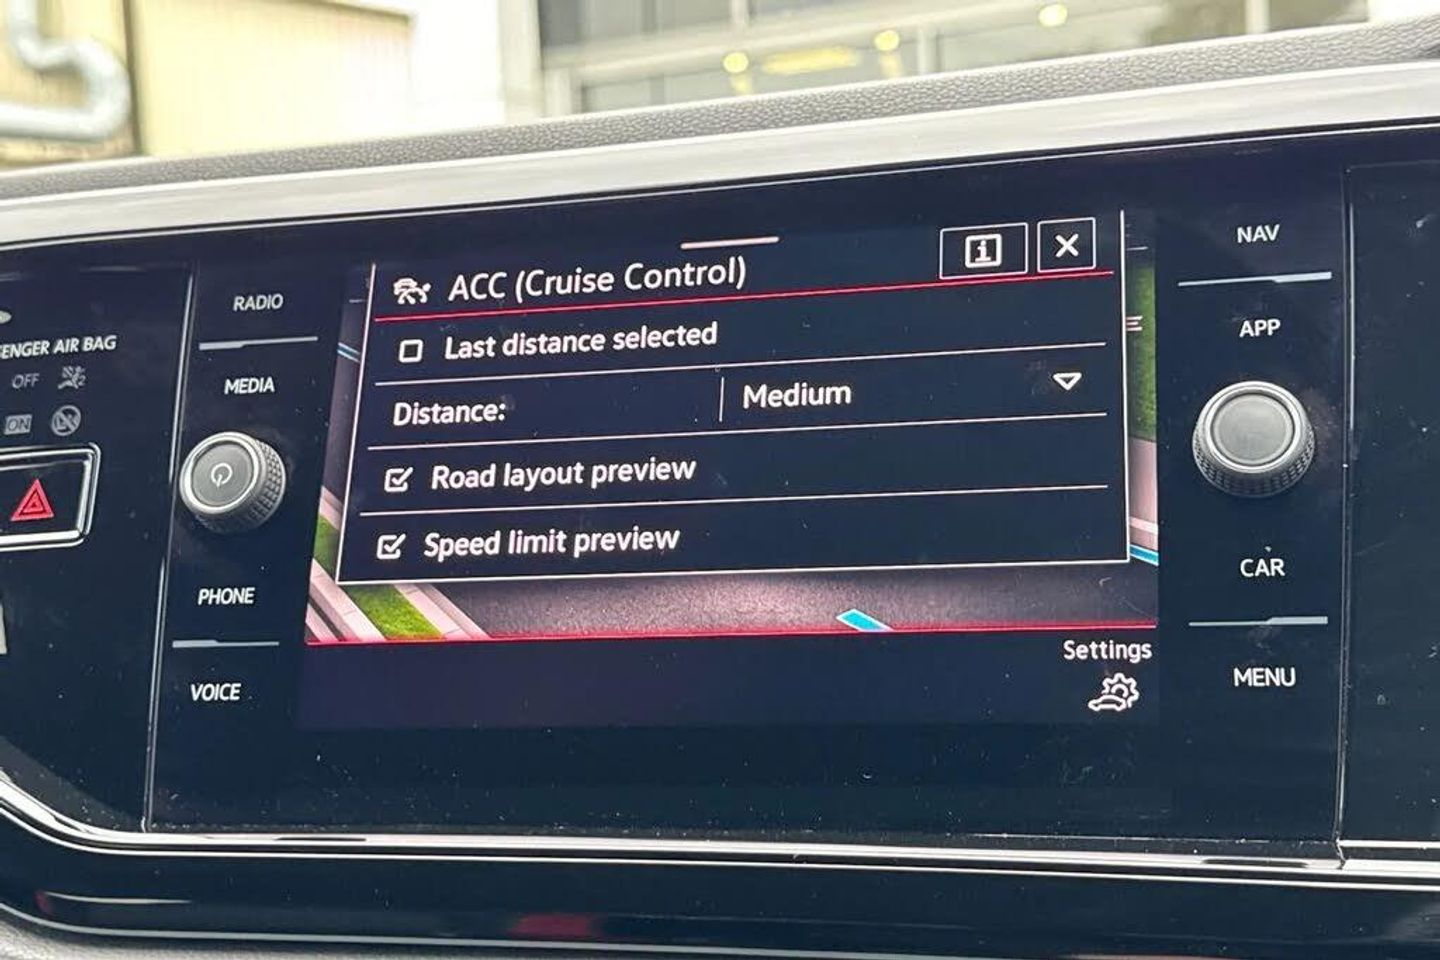 ENGER AIR BAG
OFF
ON
RADIO
MEDIA
PHONE
VOICE
ACC (Cruise Control)
Last distance selected
Distance: Medium
Road layout preview
Speed limit preview
Settings
NAV
APP
CAR
MENU